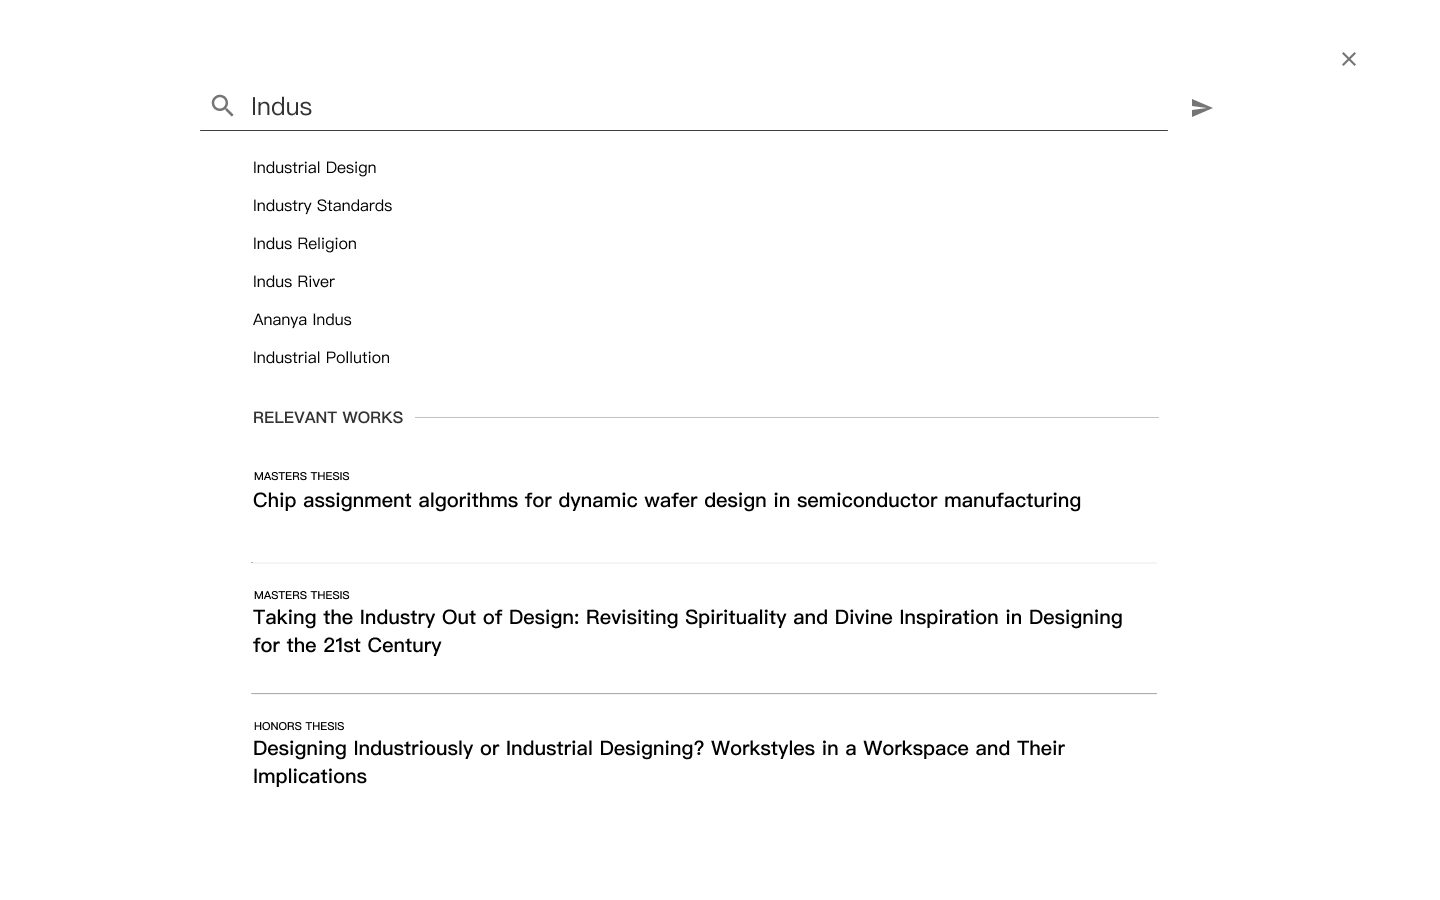 Indus
Industrial Design
Industry Standards
Indus Religion
Indus River
Ananya Indus
Industrial Pollution
RELEVANT WORKS
MASTERS THESIS
Chip assignment algorithms for dynamic wafer design in semiconductor manufacturing
MASTERS THESIS
Taking the Industry Out of Design: Revisiting Spirituality and Divine Inspiration in Designing
for the 21st Century
HONORS THESIS
Designing Industriously or Industrial Designing? Workstyles in a Workspace and Their
Implications